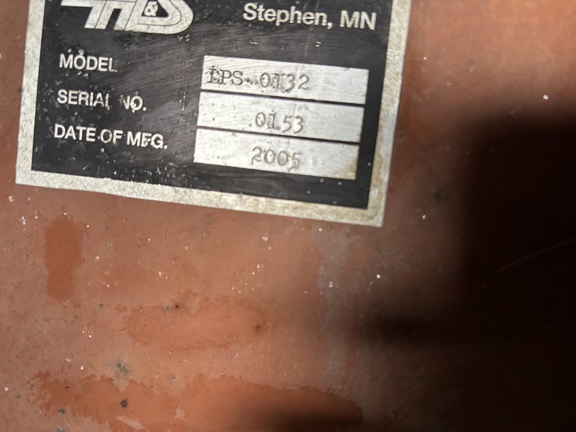 H&S
Stephen, MN
MODEL LPS 0132
SERIAL NO. 0153
DATE OF MFG. 2005